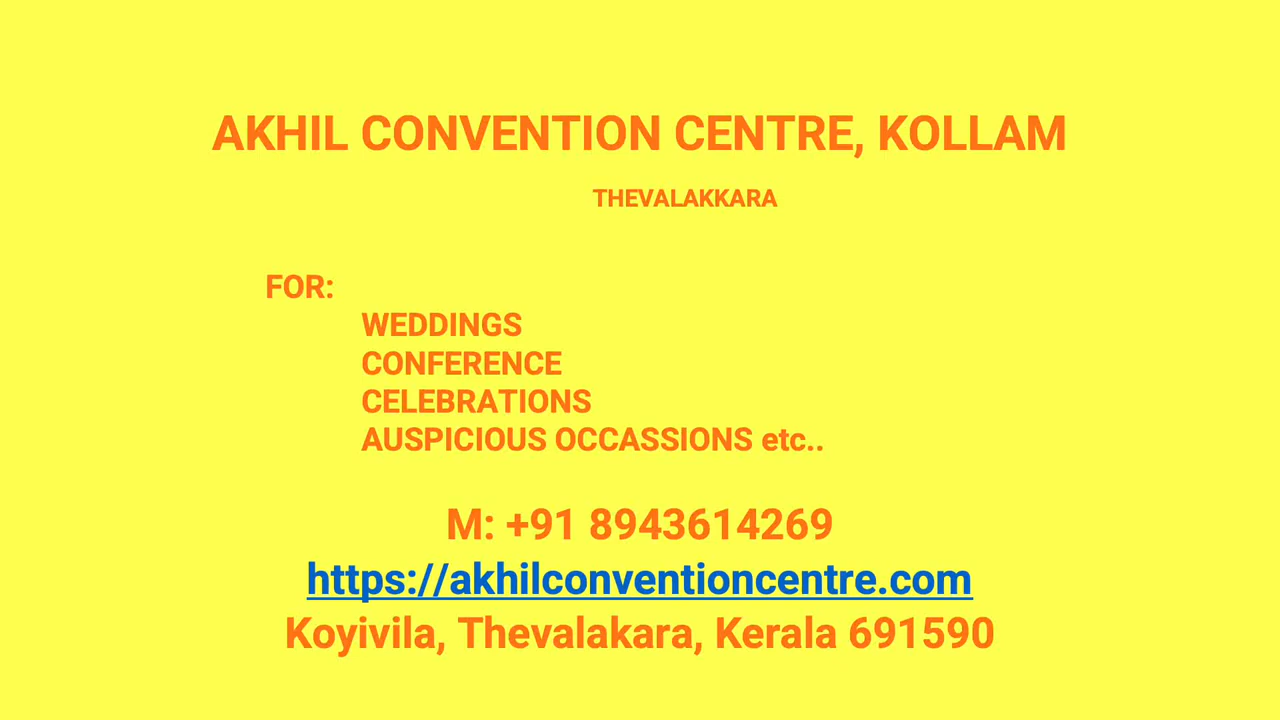 AKHIL CONVENTION CENTRE, KOLLAM
THEVALAKKARA
FOR:
WEDDINGS
CONFERENCE
CELEBRATIONS
AUSPICIOUS OCCASSIONS etc..
M: +91 8943614269
https://akhilconventioncentre.com
Koyivila, Thevalakara, Kerala 691590